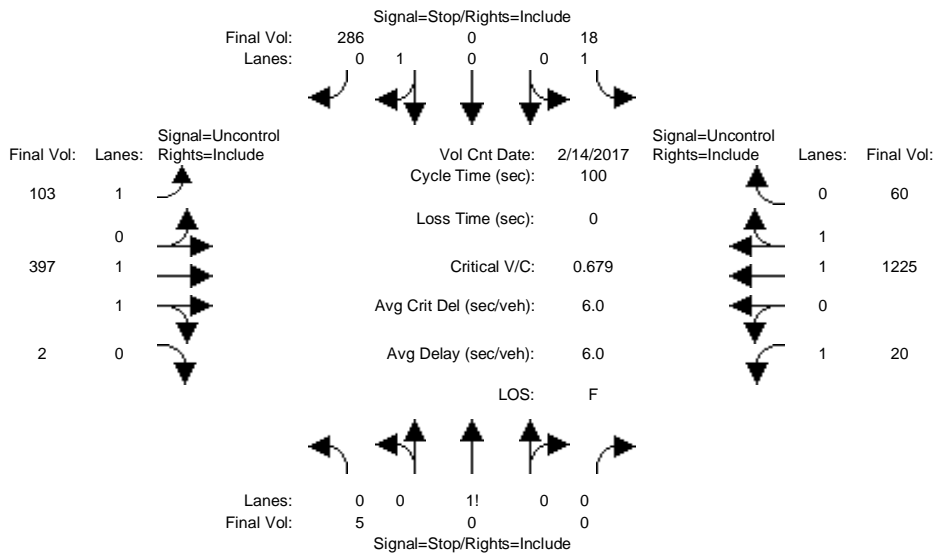 Signal=Stop/Rights=Include
Final Vol: 286 0 18
Lanes: 0 1 0 0 1
Signal=Uncontrol
Final Vol: Lanes: Rights=Include
Vol Cnt Date: 2/14/2017
Signal=Uncontrol
Rights=Include Lanes: Final Vol:
Cycle Time (sec): 100
103 1
0 60
Loss Time (sec): 0
0
1
397 1
Critical V/C: 0.679
1 1225
1
Avg Crit Del (sec/veh): 6.0
0
2 0
Avg Delay (sec/veh): 6.0
1 20
LOS: F
Lanes: 0 0 1! 0 0
Final Vol: 5 0 0
Signal=Stop/Rights=Include